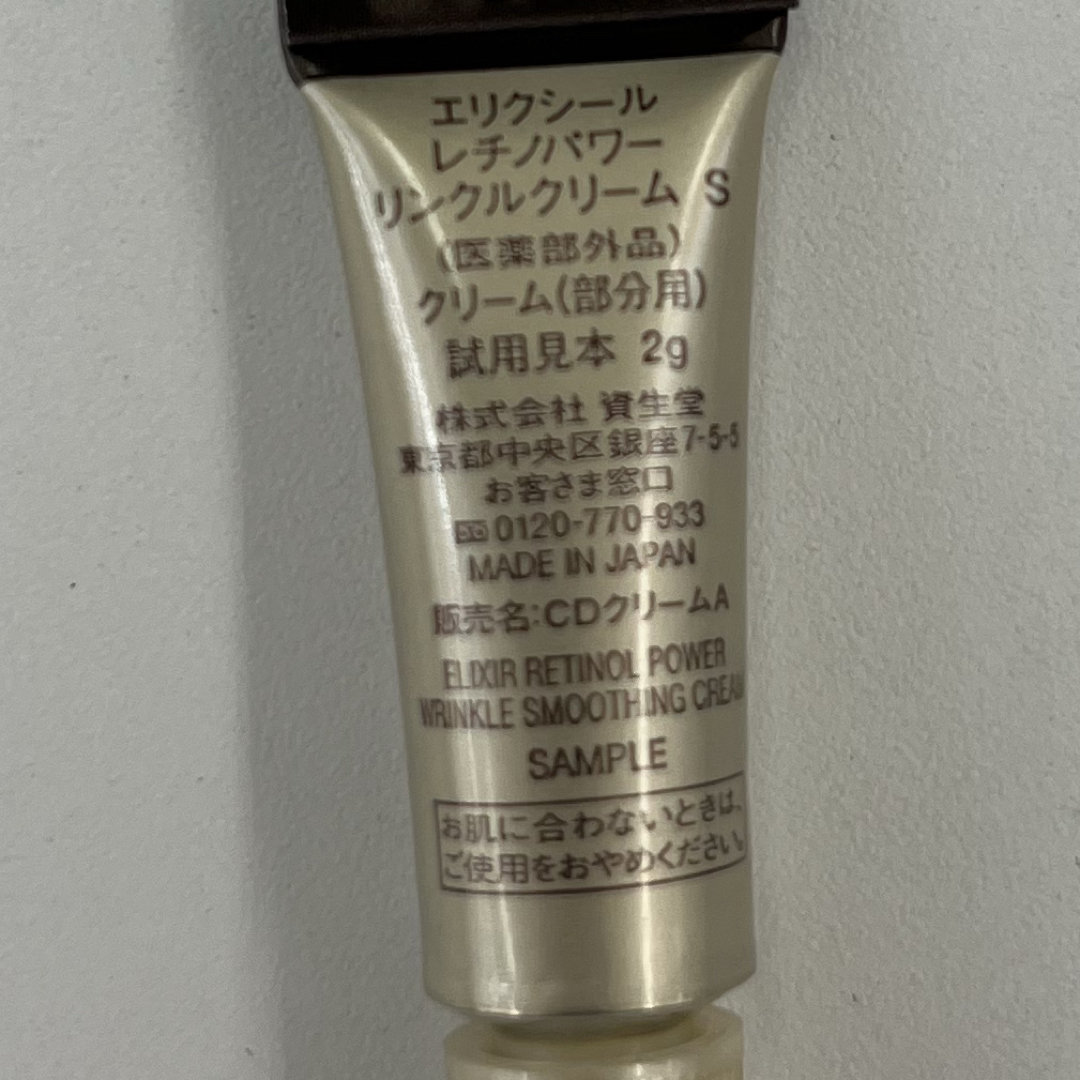 エリクシール
レチノパワー
リンクルクリーム S
(医薬部外品)
クリーム(部分用)
試用見本 2g
株式会社 資生堂
東京都中央区銀座7-5-5
お客さま窓口
0120-770-933
MADE IN JAPAN
販売名:CDクリームA
ELIXIR RETINOL POWER
WRINKLE SMOOTHING CREAM
SAMPLE
お肌に合わないときは、
ご使用をおやめください。